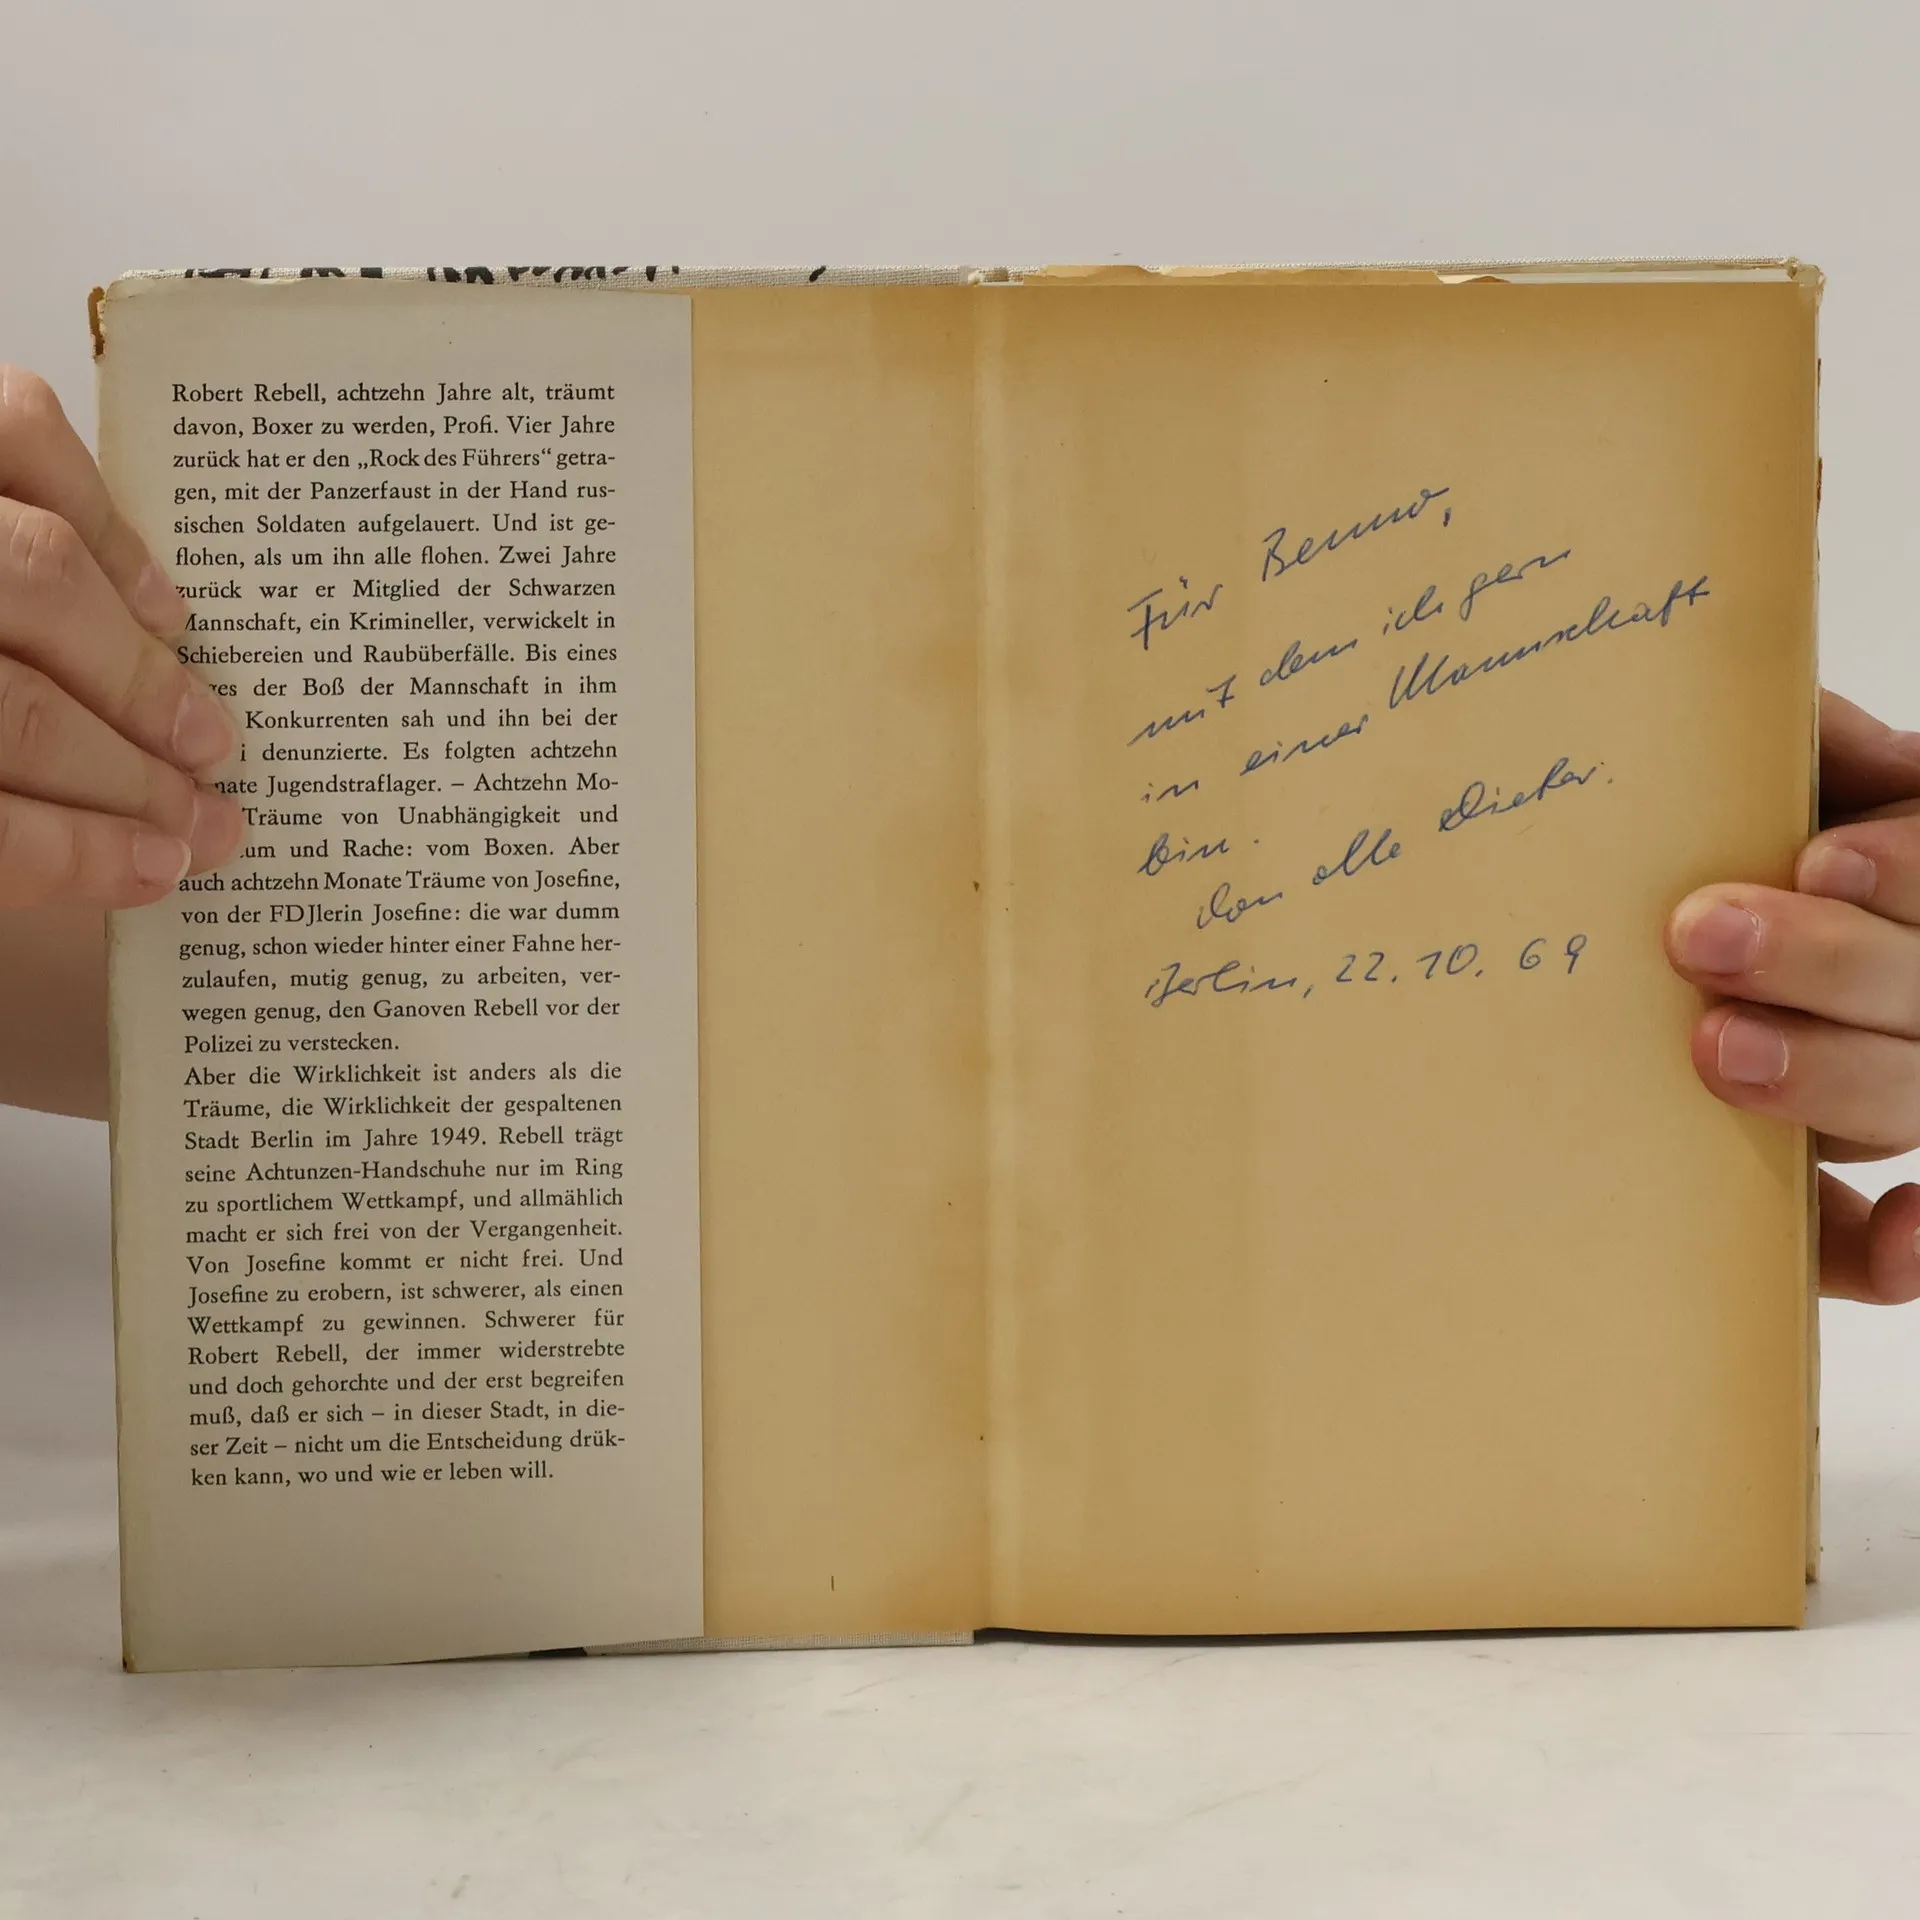 Robert Rebell, achtzehn Jahre alt, träumt
davon, Boxer zu werden, Profi. Vier Jahre
zurück hat er den „Rock des Führers“ getra-
gen, mit der Panzerfaust in der Hand rus-
sischen Soldaten aufgelauert. Und ist ge-
flohen, als um ihn alle flohen. Zwei Jahre
zurück war er Mitglied der Schwarzen
Mannschaft, ein Krimineller, verwickelt in
Schiebereien und Raubüberfälle. Bis eines
der Boß der Mannschaft in ihm
Konkurrenten sah und ihn bei der
denunzierte. Es folgten achtzehn
Jugendstraflager. – Achtzehn Mo-
Träume von Unabhängigkeit und
und Rache: vom Boxen. Aber
auch achtzehn Monate Träume von Josefine,
von der FDJlerin Josefine: die war dumm
genug, schon wieder hinter einer Fahne her-
zulaufen, mutig genug, zu arbeiten, ver-
wegen genug, den Ganoven Rebell vor der
Polizei zu verstecken.
Aber die Wirklichkeit ist anders als die
Träume, die Wirklichkeit der gespaltenen
Stadt Berlin im Jahre 1949. Rebell trägt
seine Achtunzen-Handschuhe nur im Ring
zu sportlichem Wettkampf, und allmählich
macht er sich frei von der Vergangenheit.
Von Josefine kommt er nicht frei. Und
Josefine zu erobern, ist schwerer, als einen
Wettkampf zu gewinnen. Schwerer für
Robert Rebell, der immer widerstrebte
und doch gehorchte und der erst begreifen
muß, daß er sich – in dieser Stadt, in die-
ser Zeit – nicht um die Entscheidung drük-
ken kann, wo und wie er leben will.
Für Benno,
mit dem ich gern
in einer Mannschaft
bin.
Dieter.
Berlin, 22.10.69